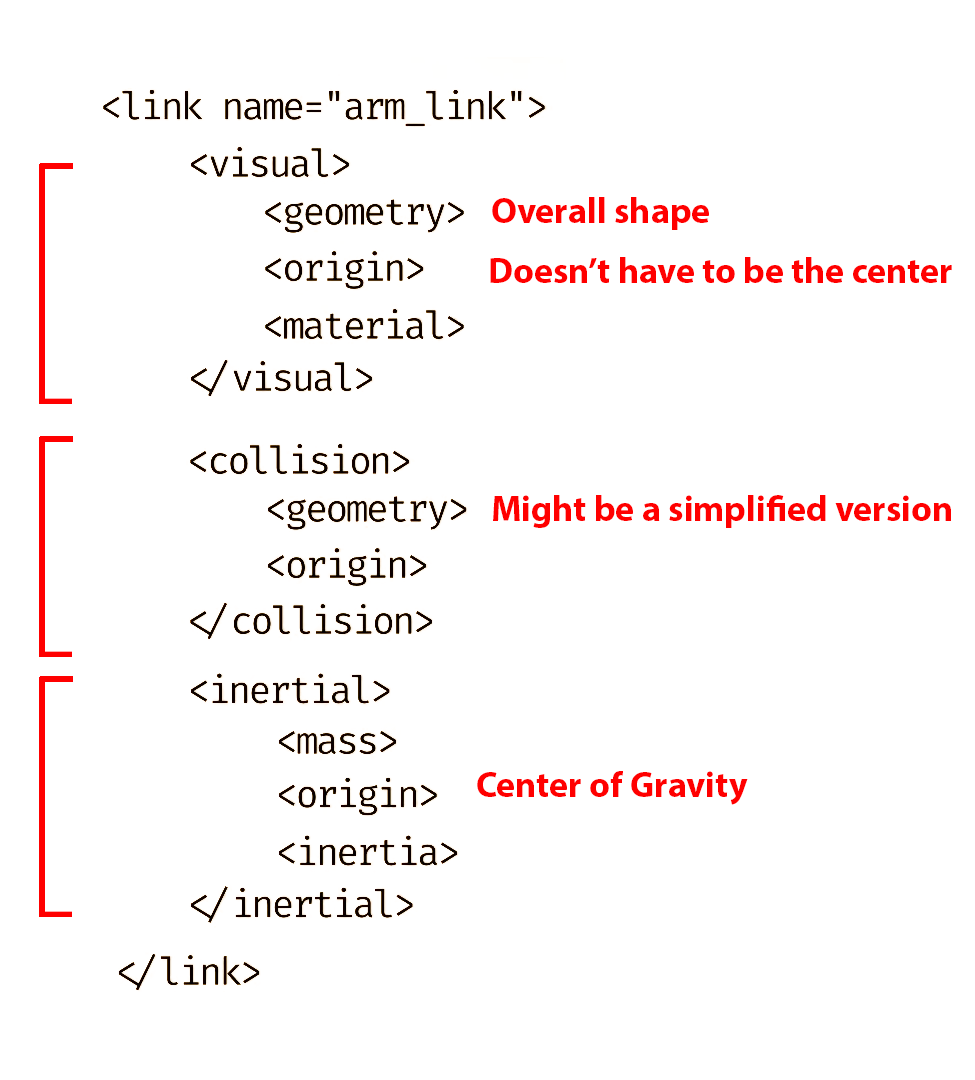 <link name="arm_link">
<visual>
<geometry> Overall shape
<origin> Doesn’t have to be the center
<material>
</visual>
<collision>
<geometry> Might be a simplified version
<origin>
</collision>
<inertial>
<mass>
<origin> Center of Gravity
<inertia>
</inertial>
</link>